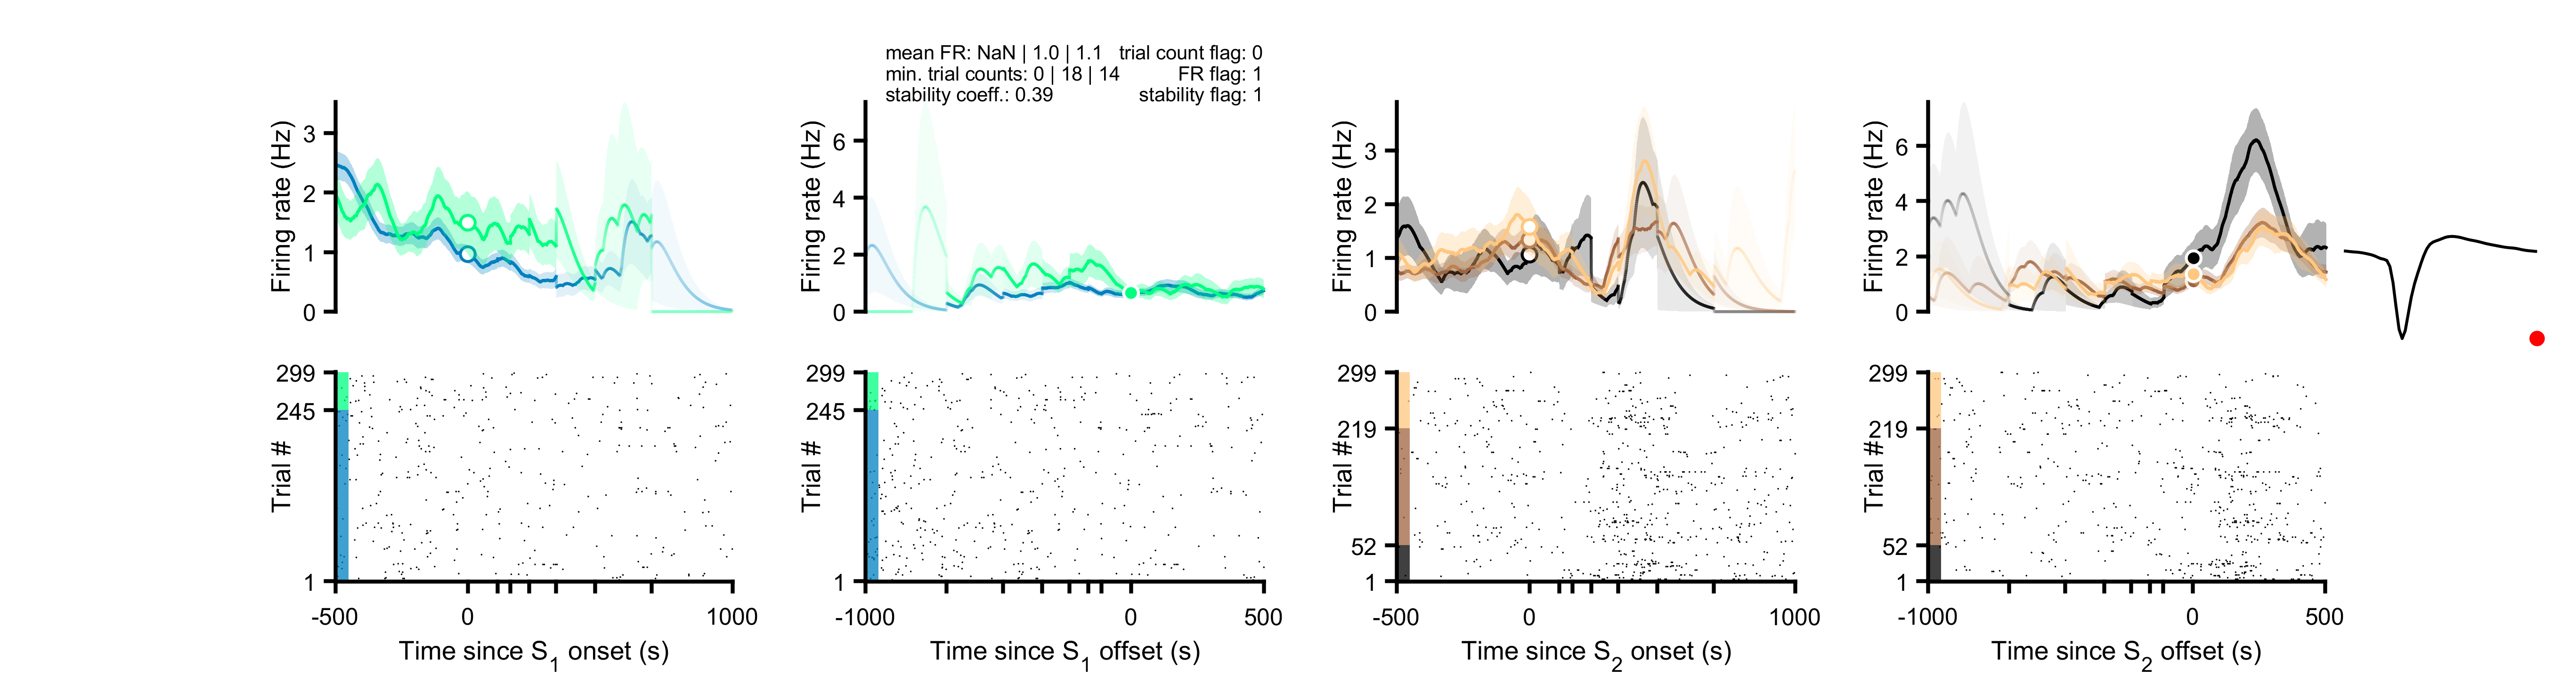 mean FR: NaN | 1.0 | 1.1 trial count flag: 0
min. trial counts: 0 | 18 | 14 FR flag: 1
stability coeff.: 0.39 stability flag: 1
Firing rate (Hz)
3
2
1
0
Firing rate (Hz)
6
4
2
0
Firing rate (Hz)
3
2
1
0
Firing rate (Hz)
6
4
2
0
Trial #
299
245
1
-500 0 1000
Time since S1 onset (s)
Trial #
299
245
1
-1000 0 500
Time since S1 offset (s)
Trial #
299
219
52
1
-500 0 1000
Time since S2 onset (s)
Trial #
299
219
52
1
-1000 0 500
Time since S2 offset (s)